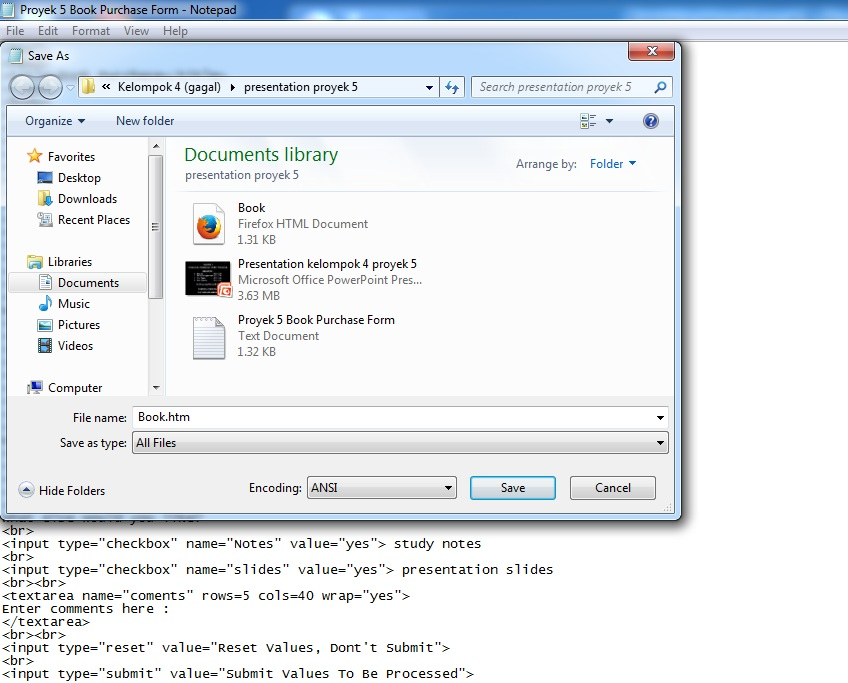 Proyek 5 Book Purchase Form - Notepad
File Edit Format View Help
Save As
« Kelompok 4 (gagal) presentation proyek 5
Search presentation proyek 5
Organize New folder
Favorites
Desktop
Downloads
Recent Places
Libraries
Documents
Music
Pictures
Videos
Computer
Documents library
presentation proyek 5
Arrange by: Folder
Book
Firefox HTML Document
1.31 KB
Presentation kelompok 4 proyek 5
Microsoft Office PowerPoint Pres...
3.63 MB
Proyek 5 Book Purchase Form
Text Document
1.32 KB
File name: Book.htm
Save as type: All Files
Hide Folders
Encoding: ANSI
Save
Cancel
<br>
<input type="checkbox" name="Notes" value="yes"> study notes
<br>
<input type="checkbox" name="slides" value="yes"> presentation slides
<br><br>
<textarea name="coments" rows=5 cols=40 wrap="yes">
Enter comments here :
</textarea>
<br><br>
<input type="reset" value="Reset Values, Dont't Submit">
<br>
<input type="submit" value="Submit Values To Be Processed">